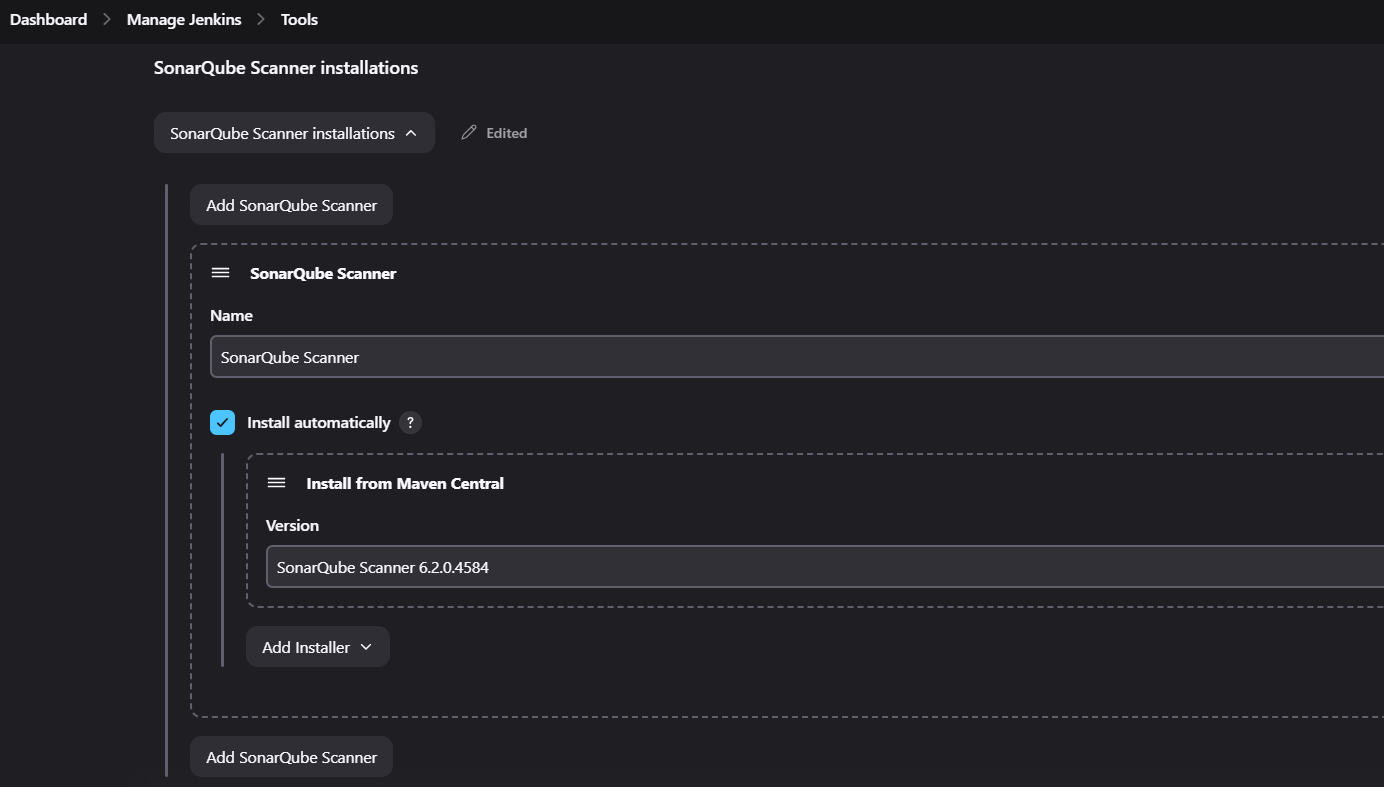 Dashboard > Manage Jenkins > Tools
SonarQube Scanner installations
SonarQube Scanner installations Edited
Add SonarQube Scanner
SonarQube Scanner
Name
SonarQube Scanner
Install automatically ?
Install from Maven Central
Version
SonarQube Scanner 6.2.0.4584
Add Installer
Add SonarQube Scanner